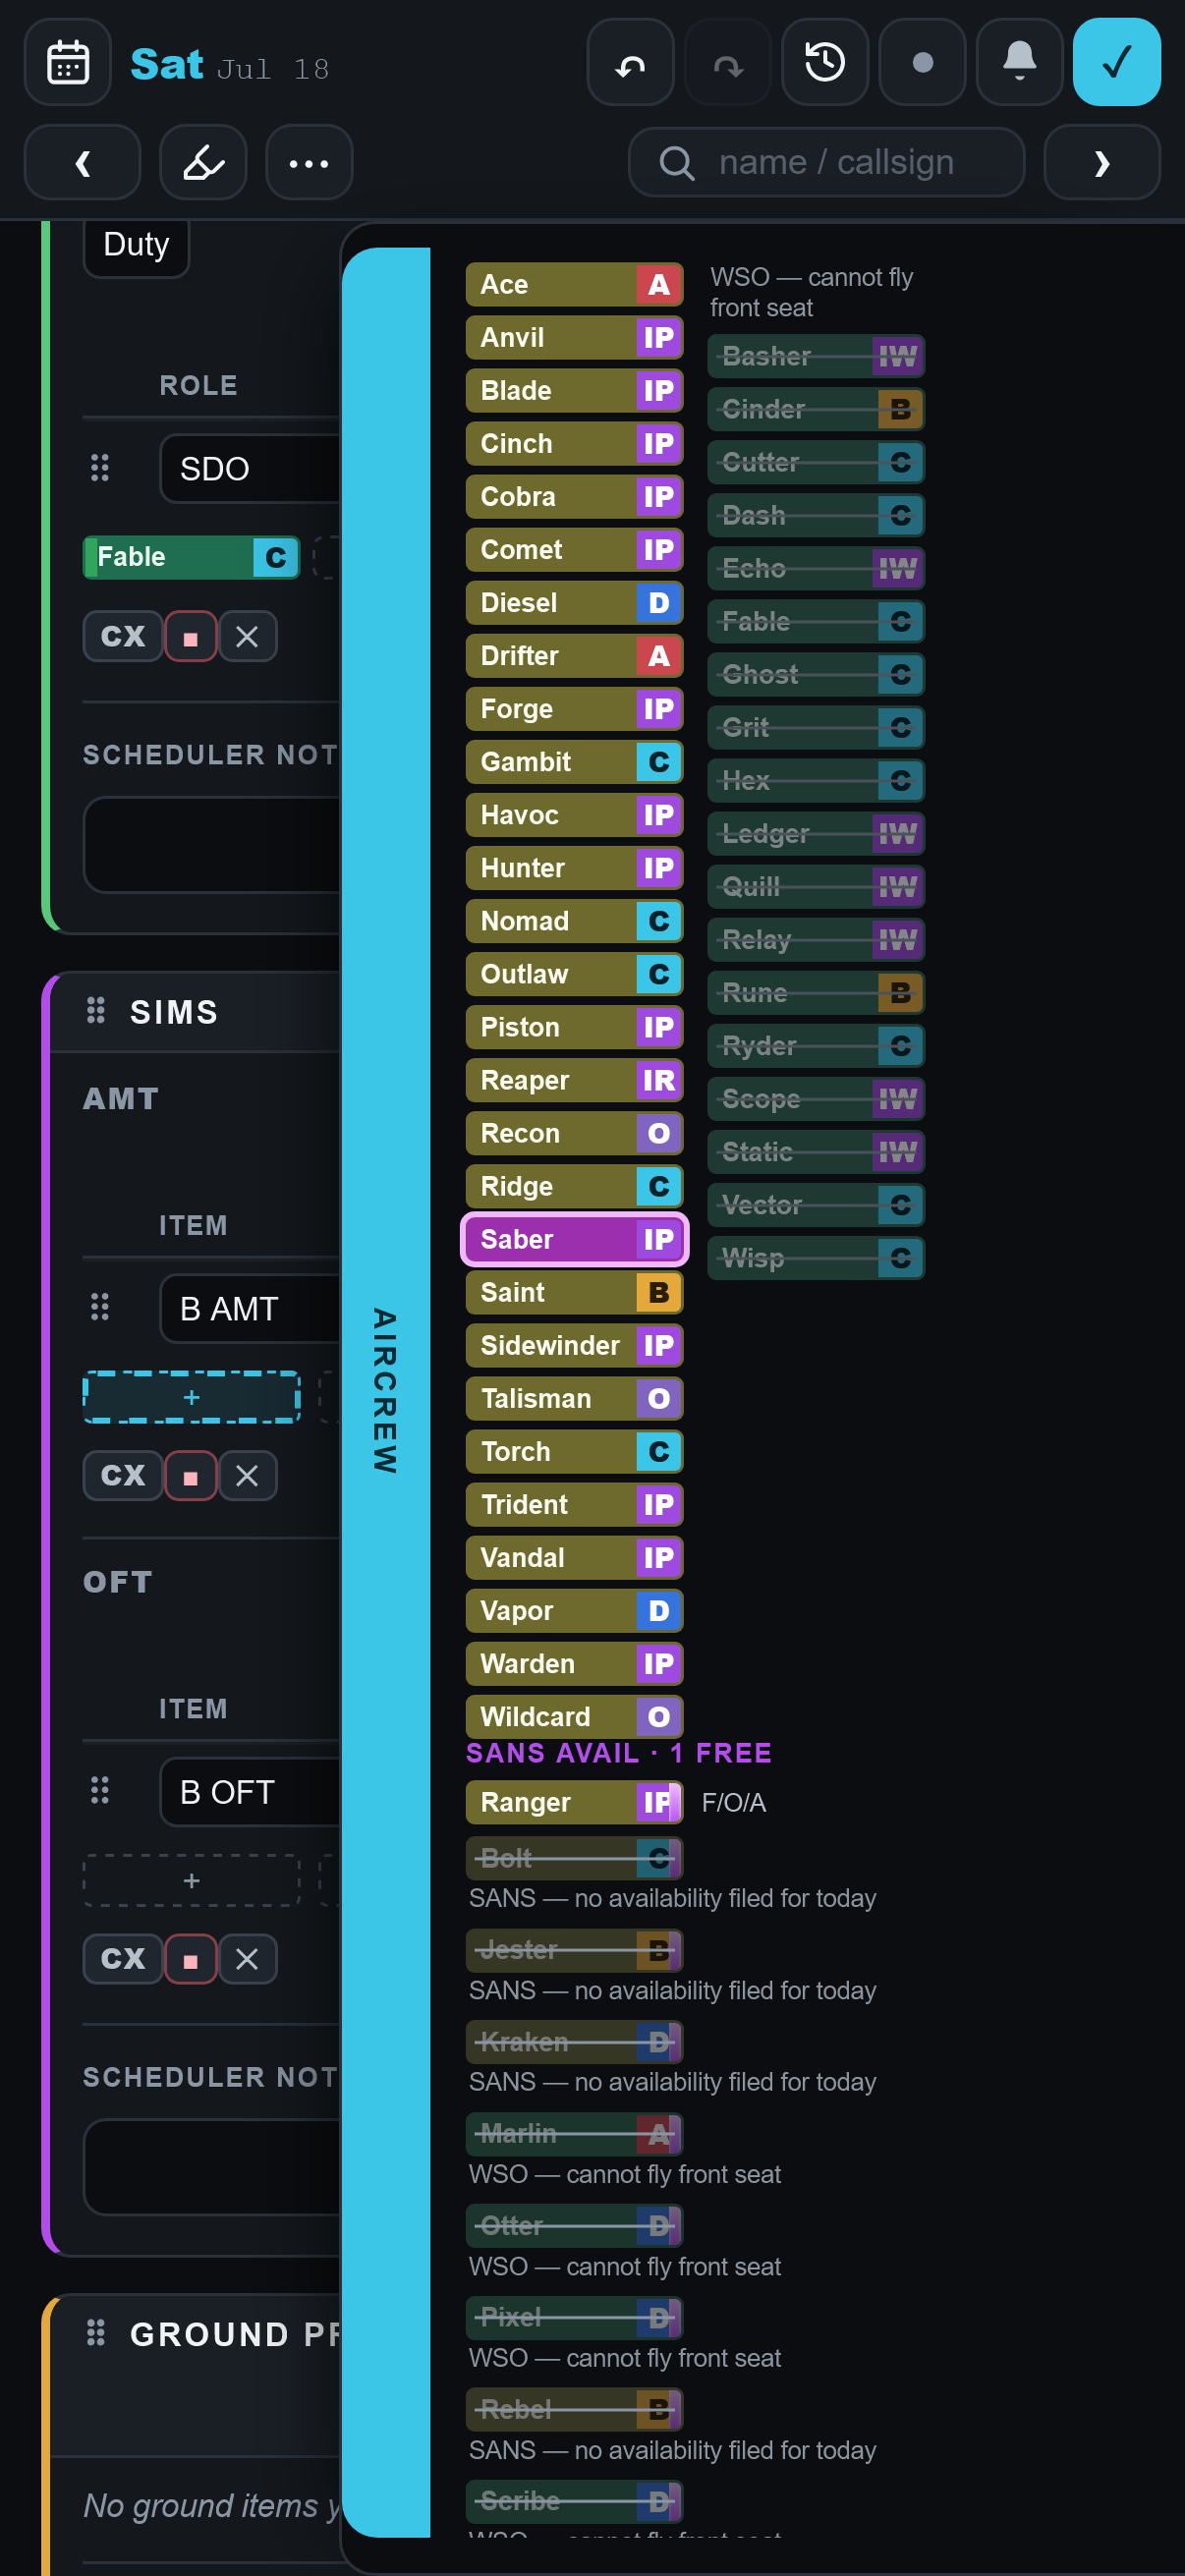 Sat Jul 18
name / callsign
Duty
ROLE
SDO
Fable C
CX
SCHEDULER NOT
SIMS
AMT
ITEM
B AMT
+
CX
OFT
ITEM
B OFT
+
CX
SCHEDULER NOT
GROUND PR
No ground items y
AIRCREW
Ace A
Anvil IP
Blade IP
Cinch IP
Cobra IP
Comet IP
Diesel D
Drifter A
Forge IP
Gambit C
Havoc IP
Hunter IP
Nomad C
Outlaw C
Piston IP
Reaper IR
Recon O
Ridge C
Saber IP
Saint B
Sidewinder IP
Talisman O
Torch C
Trident IP
Vandal IP
Vapor D
Warden IP
Wildcard O
WSO — cannot fly
front seat
Basher IW
Cinder B
Cutter C
Dash C
Echo IW
Fable C
Ghost C
Grit C
Hex C
Ledger IW
Quill IW
Relay IW
Rune B
Ryder C
Scope IW
Static IW
Vector C
Wisp C
SANS AVAIL · 1 FREE
Ranger IP F/O/A
Bolt C
SANS — no availability filed for today
Jester B
SANS — no availability filed for today
Kraken D
SANS — no availability filed for today
Marlin A
WSO — cannot fly front seat
Otter D
WSO — cannot fly front seat
Pixel D
WSO — cannot fly front seat
Rebel B
SANS — no availability filed for today
Scribe D
WSO — cannot fly front seat